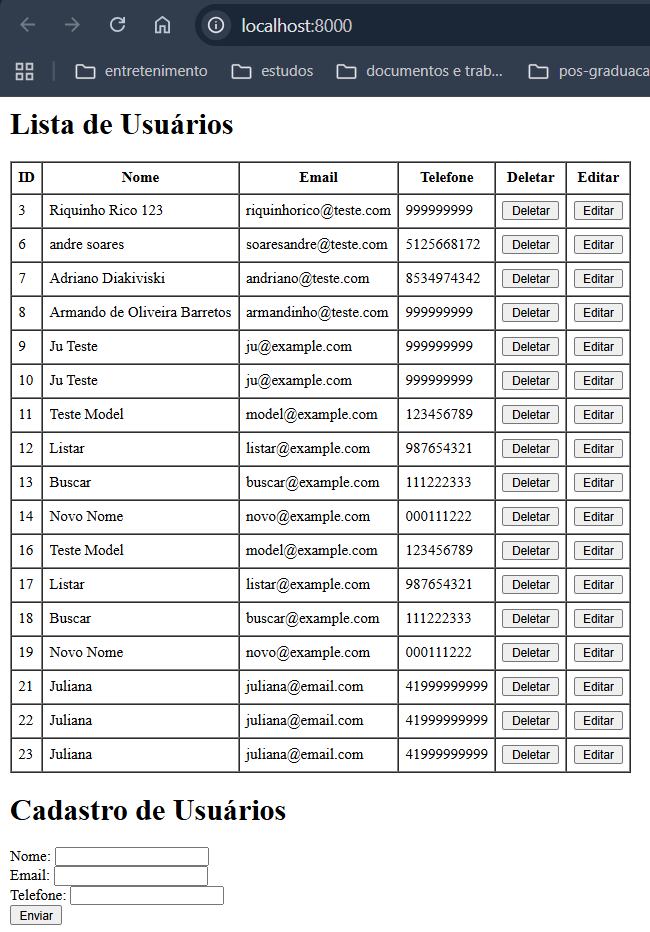 localhost:8000
entretenimento estudos documentos e trab... pos-graduaca
Lista de Usuários
ID Nome Email Telefone Deletar Editar
3 Riquinho Rico 123 riquinhorico@teste.com 999999999 Deletar Editar
6 andre soares soaresandre@teste.com 5125668172 Deletar Editar
7 Adriano Diakiviski andriano@teste.com 8534974342 Deletar Editar
8 Armando de Oliveira Barretos armandinho@teste.com 999999999 Deletar Editar
9 Ju Teste ju@example.com 999999999 Deletar Editar
10 Ju Teste ju@example.com 999999999 Deletar Editar
11 Teste Model model@example.com 123456789 Deletar Editar
12 Listar listar@example.com 987654321 Deletar Editar
13 Buscar buscar@example.com 111222333 Deletar Editar
14 Novo Nome novo@example.com 000111222 Deletar Editar
16 Teste Model model@example.com 123456789 Deletar Editar
17 Listar listar@example.com 987654321 Deletar Editar
18 Buscar buscar@example.com 111222333 Deletar Editar
19 Novo Nome novo@example.com 000111222 Deletar Editar
21 Juliana juliana@email.com 41999999999 Deletar Editar
22 Juliana juliana@email.com 41999999999 Deletar Editar
23 Juliana juliana@email.com 41999999999 Deletar Editar
Cadastro de Usuários
Nome:
Email:
Telefone:
Enviar